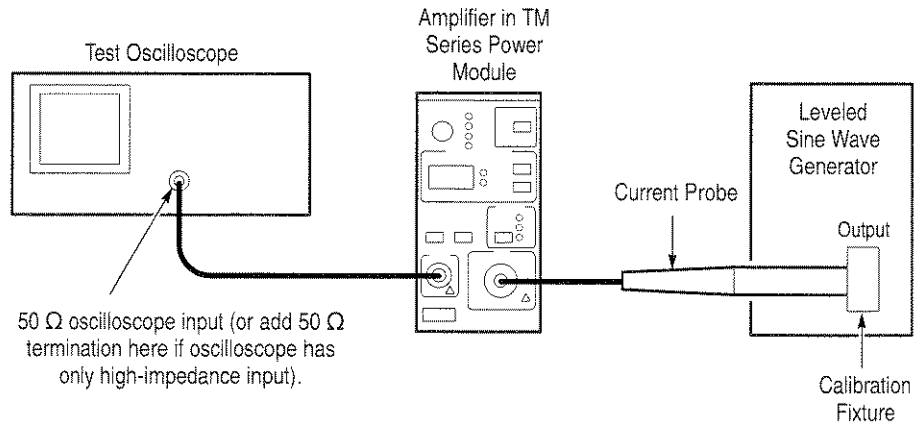 Amplifier in TM
Series Power
Module
Test Oscilloscope
Leveled
Sine Wave
Generator
Current Probe
Output
50 Ω oscilloscope input (or add 50 Ω
termination here if oscilloscope has
only high-impedance input).
Calibration
Fixture